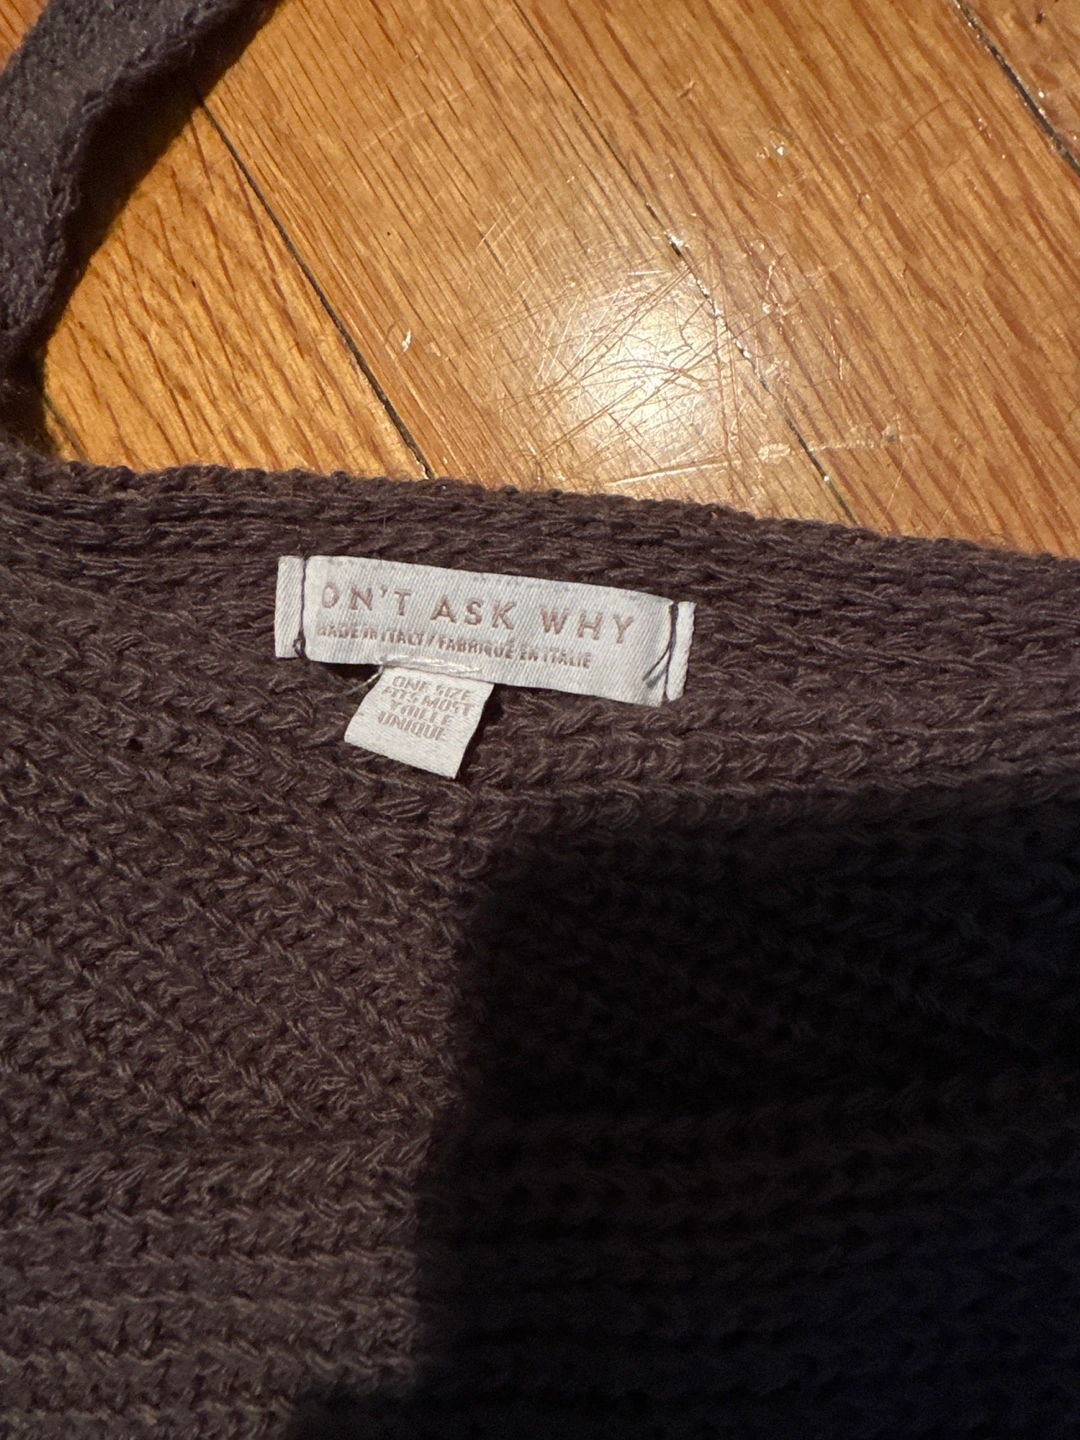 ON'T ASK WHY
MADE IN ITALY / FABRIQUÉ EN ITALIE
ONE SIZE
FITS MOST
TAILLE
UNIQUE